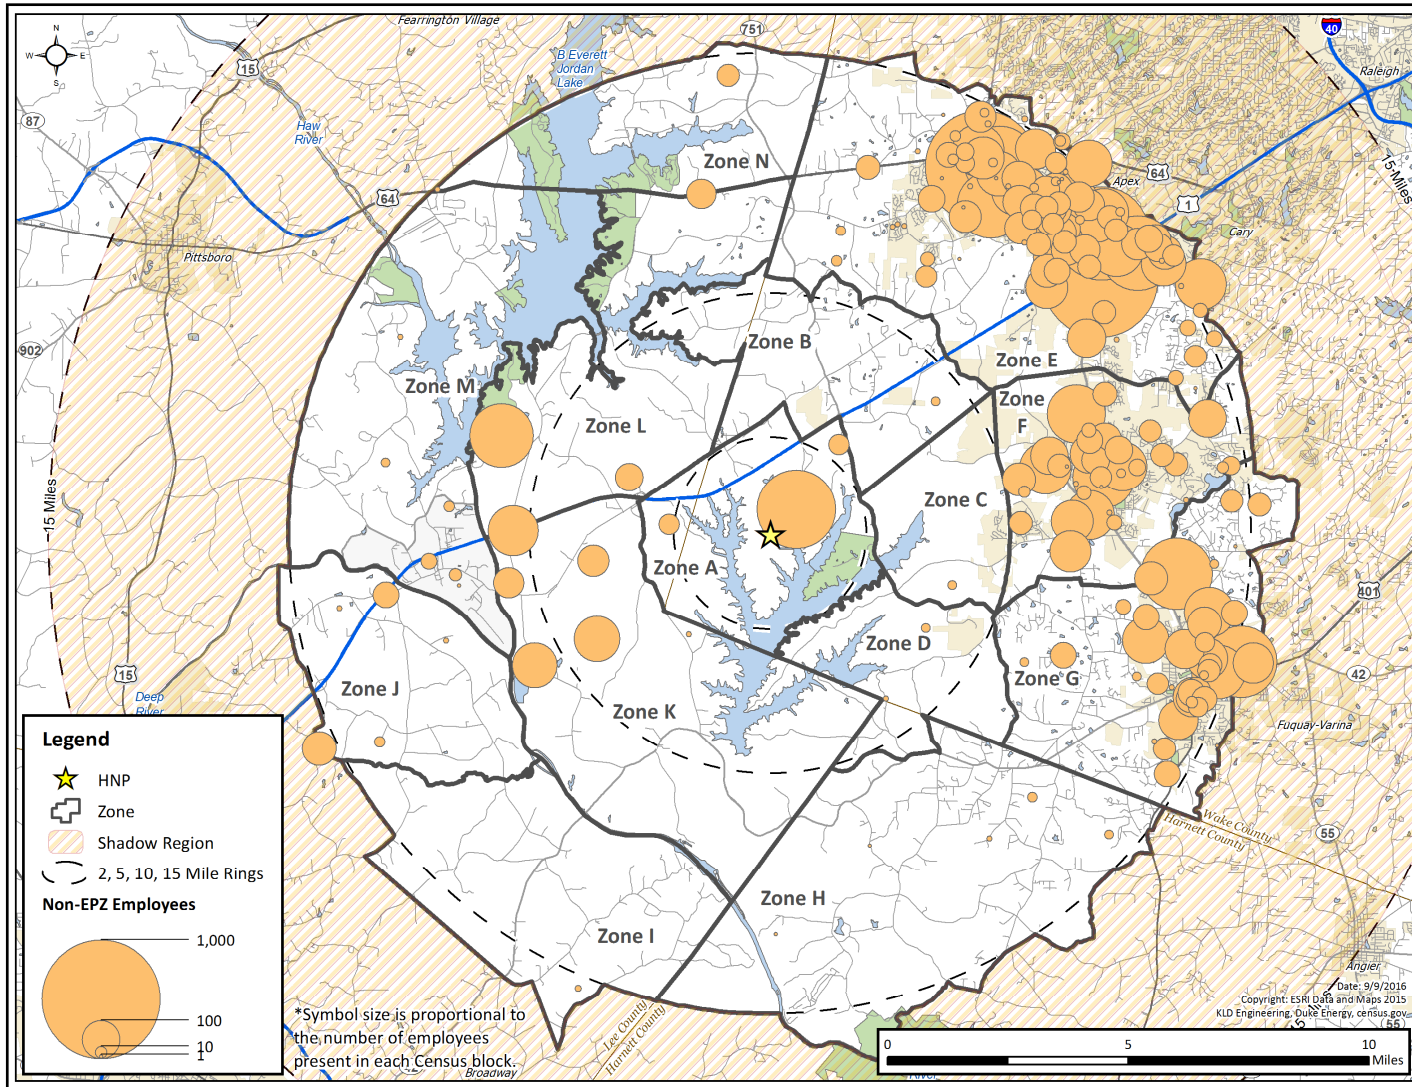 Fearrington Village
751
40
N
W E
S
B Everett
Jordan
Lake
15
Raleigh
87
Haw
River
Zone N
64
Apex
64
15-Miles
1
Cary
Pittsboro
902
Zone B
Zone E
Zone M
Zone
F
Zone L
15 Miles
Zone C
Zone A
401
Zone D
15
Zone G
42
Zone J
Deep
River
Zone K
Fuquay-Varina
Legend
HNP
Zone
Shadow Region
2, 5, 10, 15 Mile Rings
Non-EPZ Employees
1,000
100
10
1
Wake County
Harnett County
55
Zone H
Zone I
Angier
*Symbol size is proportional to
the number of employees
present in each Census block.
Lee County
Harnett County
Broadway
42
Date: 9/9/2016
Copyright: ESRI Data and Maps 2015
KLD Engineering, Duke Energy, census.gov
15 Miles
55
0 5 10
Miles
River